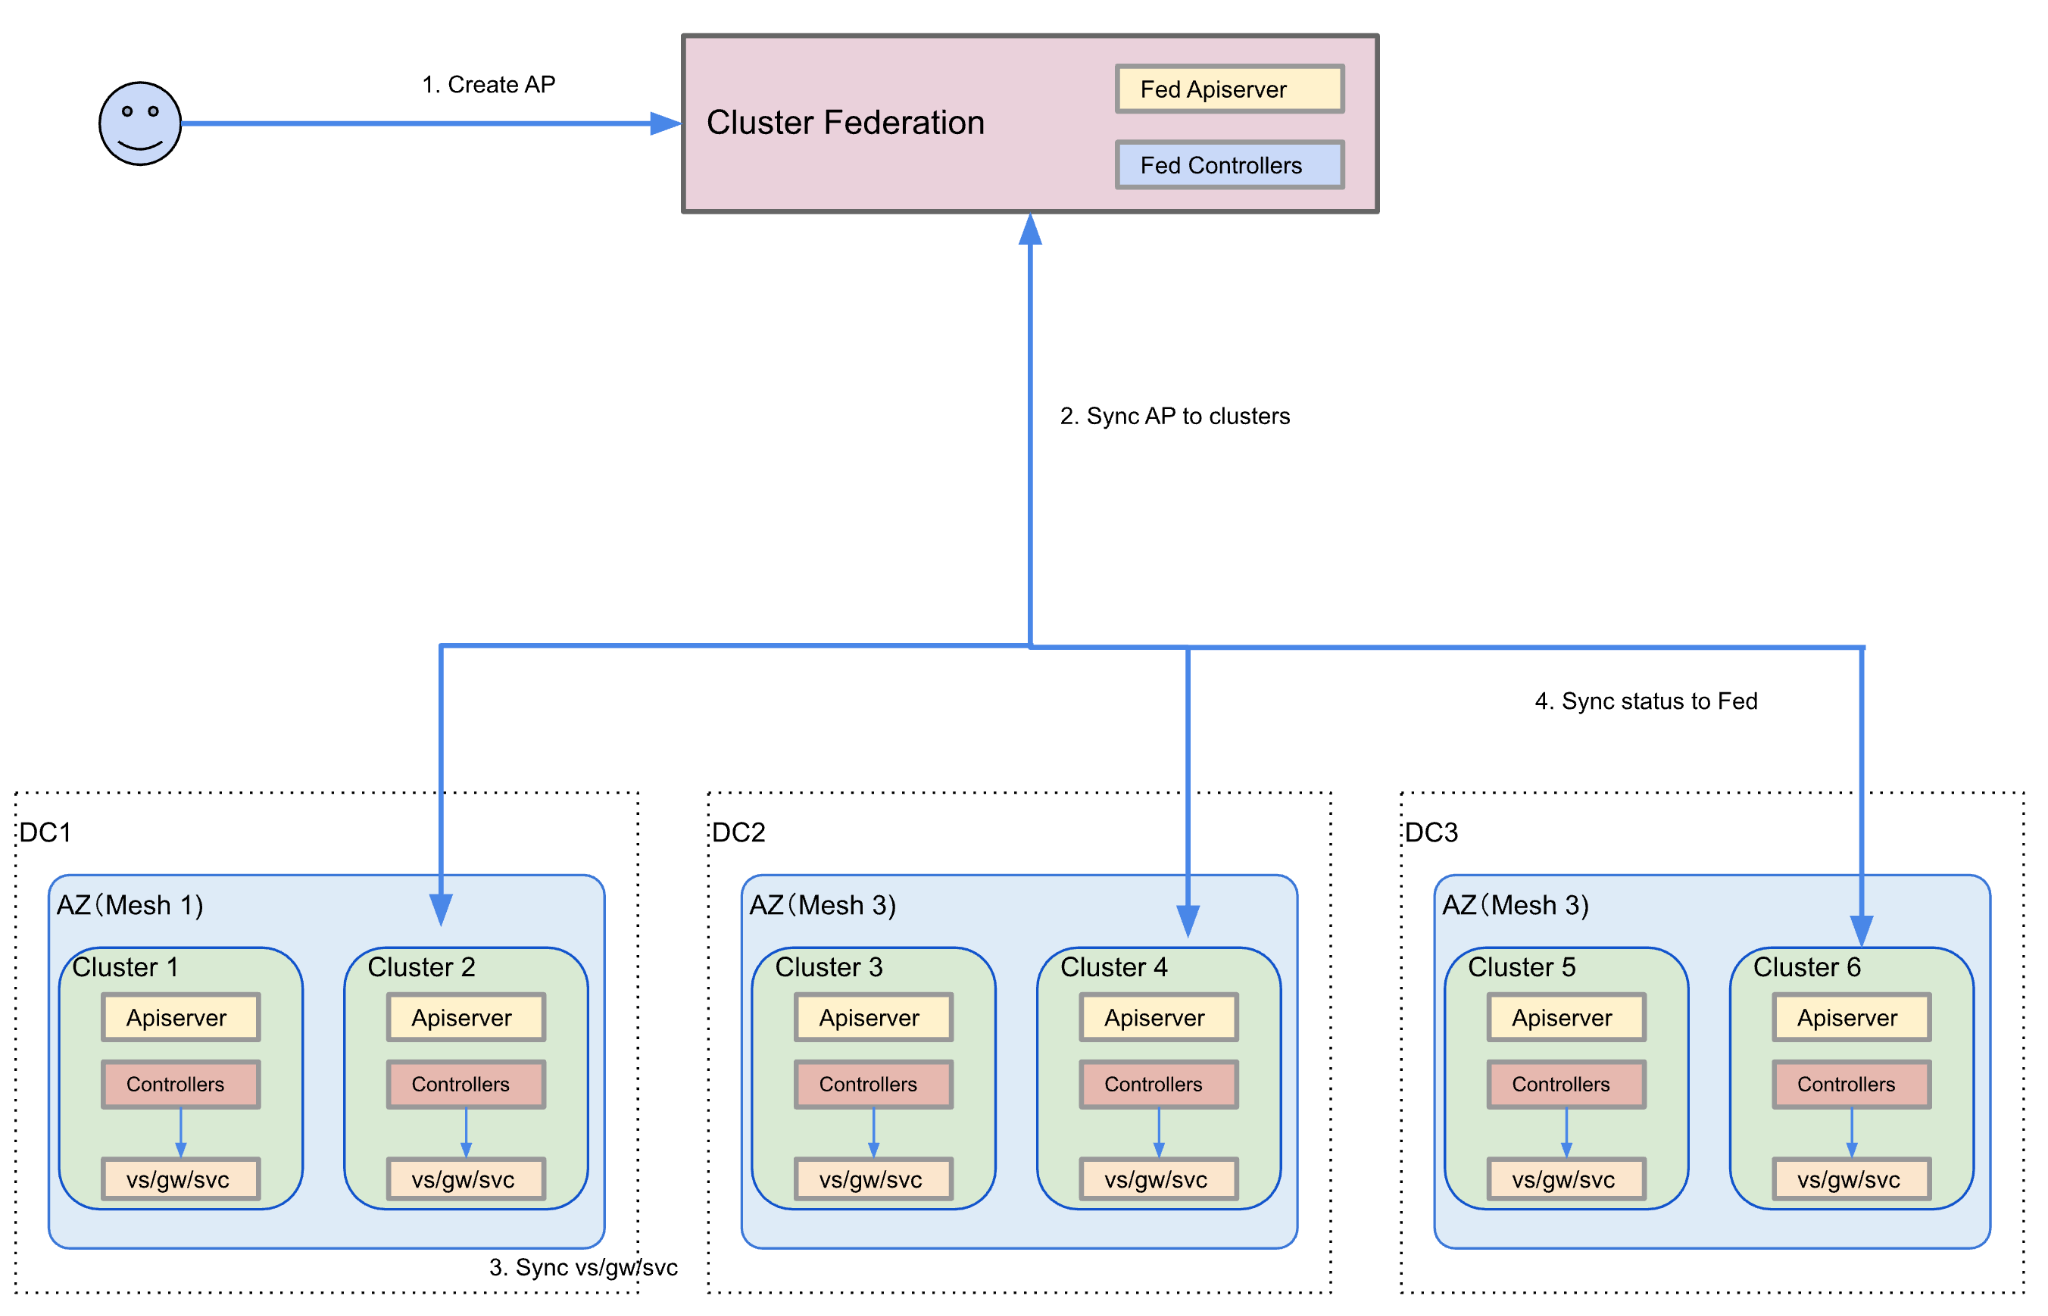 1. Create AP
Cluster Federation
Fed Apiserver
Fed Controllers
2. Sync AP to clusters
4. Sync status to Fed
DC1
AZ(Mesh 1)
Cluster 1
Apiserver
Controllers
vs/gw/svc
Cluster 2
Apiserver
Controllers
vs/gw/svc
3. Sync vs/gw/svc
DC2
AZ(Mesh 3)
Cluster 3
Apiserver
Controllers
vs/gw/svc
Cluster 4
Apiserver
Controllers
vs/gw/svc
DC3
AZ(Mesh 3)
Cluster 5
Apiserver
Controllers
vs/gw/svc
Cluster 6
Apiserver
Controllers
vs/gw/svc